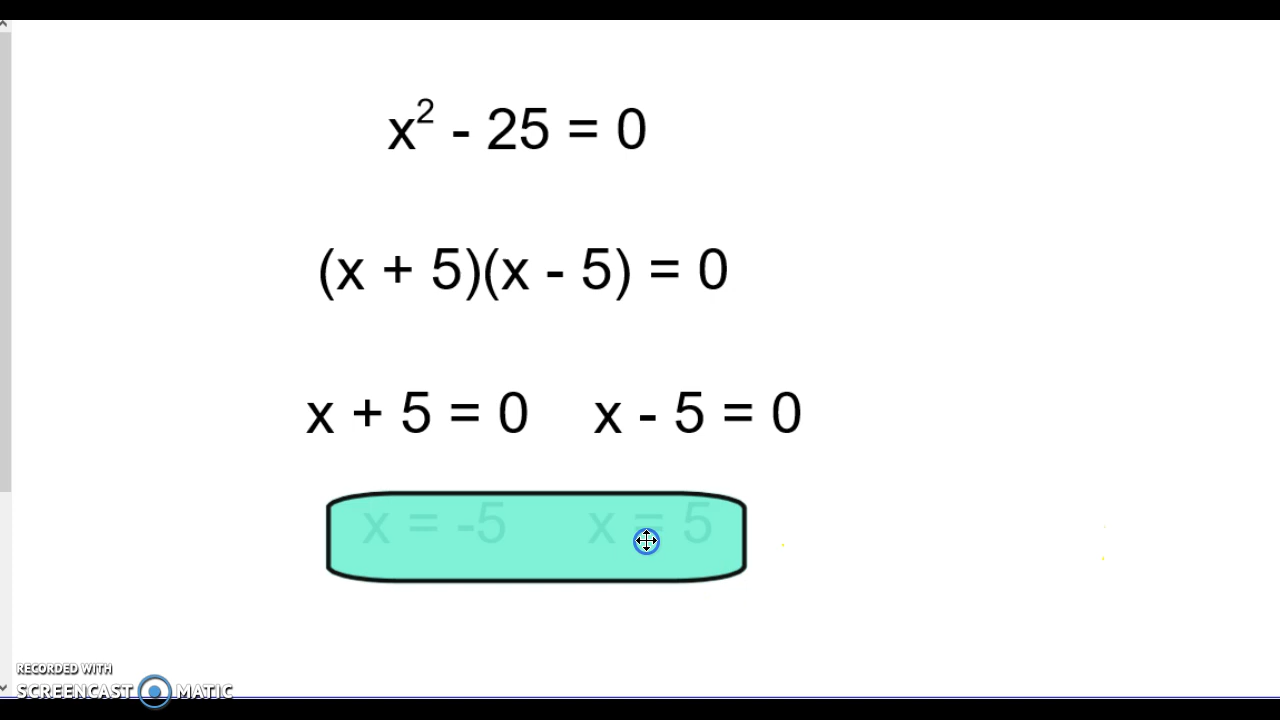 x² - 25 = 0
(x + 5)(x - 5) = 0
x + 5 = 0 x - 5 = 0
x = -5 x = 5
RECORDED WITH
SCREENCAST MATIC